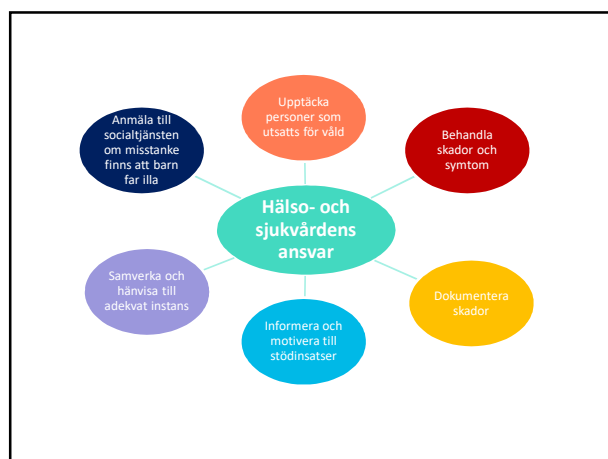 Upptäcka
personer som
utsatts för våld
Behandla
skador och
symtom
Dokumentera
skador
Informera och
motivera till
stödinsatser
Samverka och
hänvisa till
adekvat instans
Anmäla till
socialtjänsten
om misstanke
finns att barn
far illa
Hälso- och
sjukvårdens
ansvar